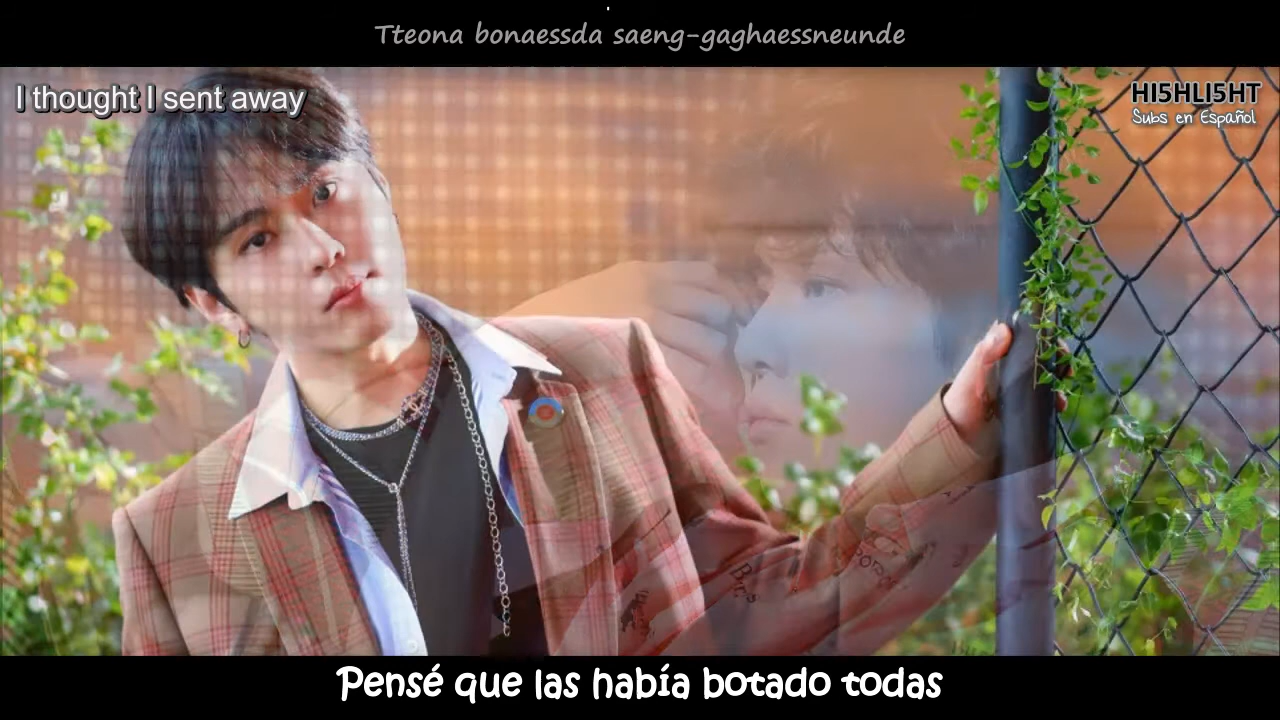 Tteona bonaessda saeng-gaghaessneunde
I thought I sent away
HI5HLI5HT
Subs en Español
Pensé que las había botado todas